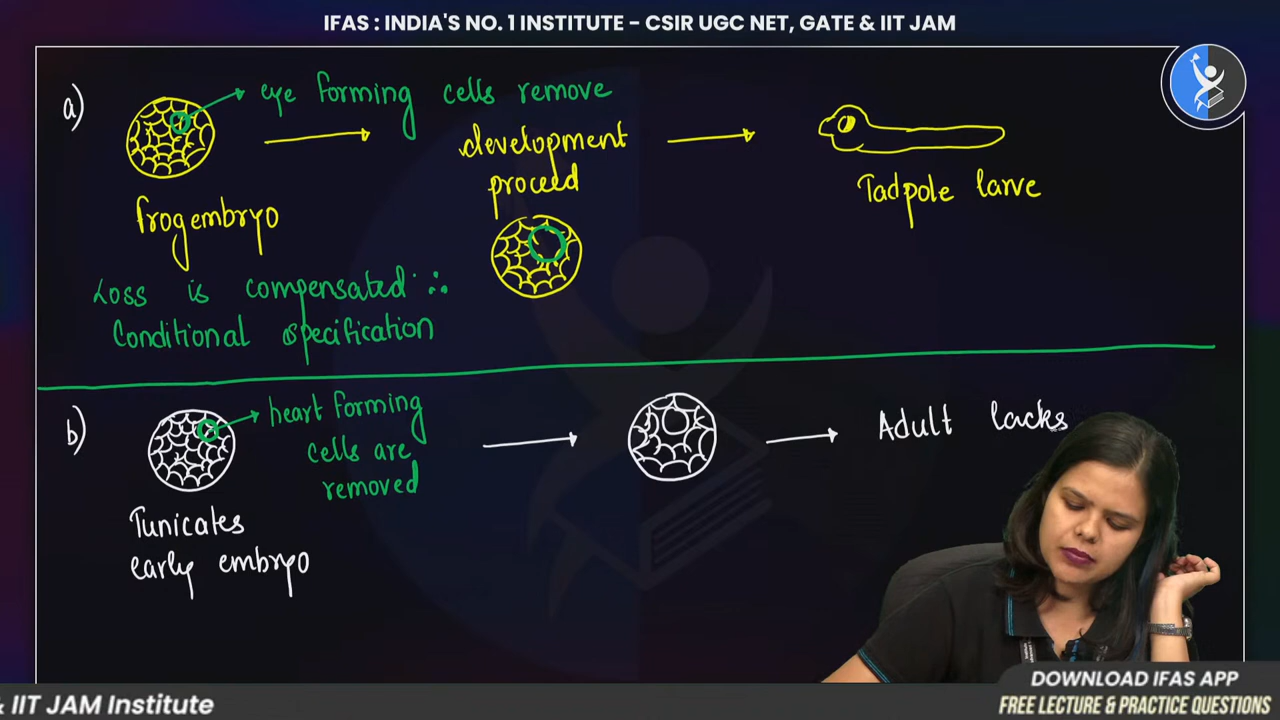 IFAS : INDIA'S NO. 1 INSTITUTE - CSIR UGC NET, GATE & IIT JAM
a)
eye forming cells remove
development
proceed
Tadpole larve
frog embryo
Loss is compensated ∴
Conditional specification
b)
heart forming
cells are
removed
Adult lacks
Tunicates
early embryo
DOWNLOAD IFAS APP
& IIT JAM Institute
FREE LECTURE & PRACTICE QUESTIONS